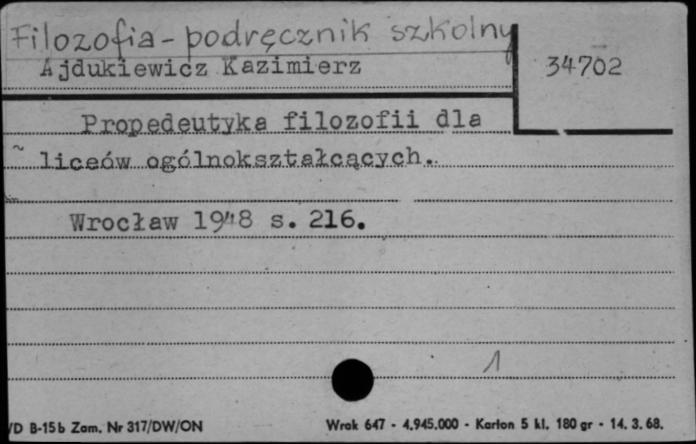 Filozofia - podręcznik szkolny
Ajdukiewicz Kazimierz
34702
Propedeutyka filozofii dla
liceów ogólnokształcących.
Wrocław 1948 s. 216.
1
/D B-15b Zam. Nr 317/DW/ON
Wrak 647 - 4.945.000 - Karton 5 kl. 180 gr - 14. 3. 68.